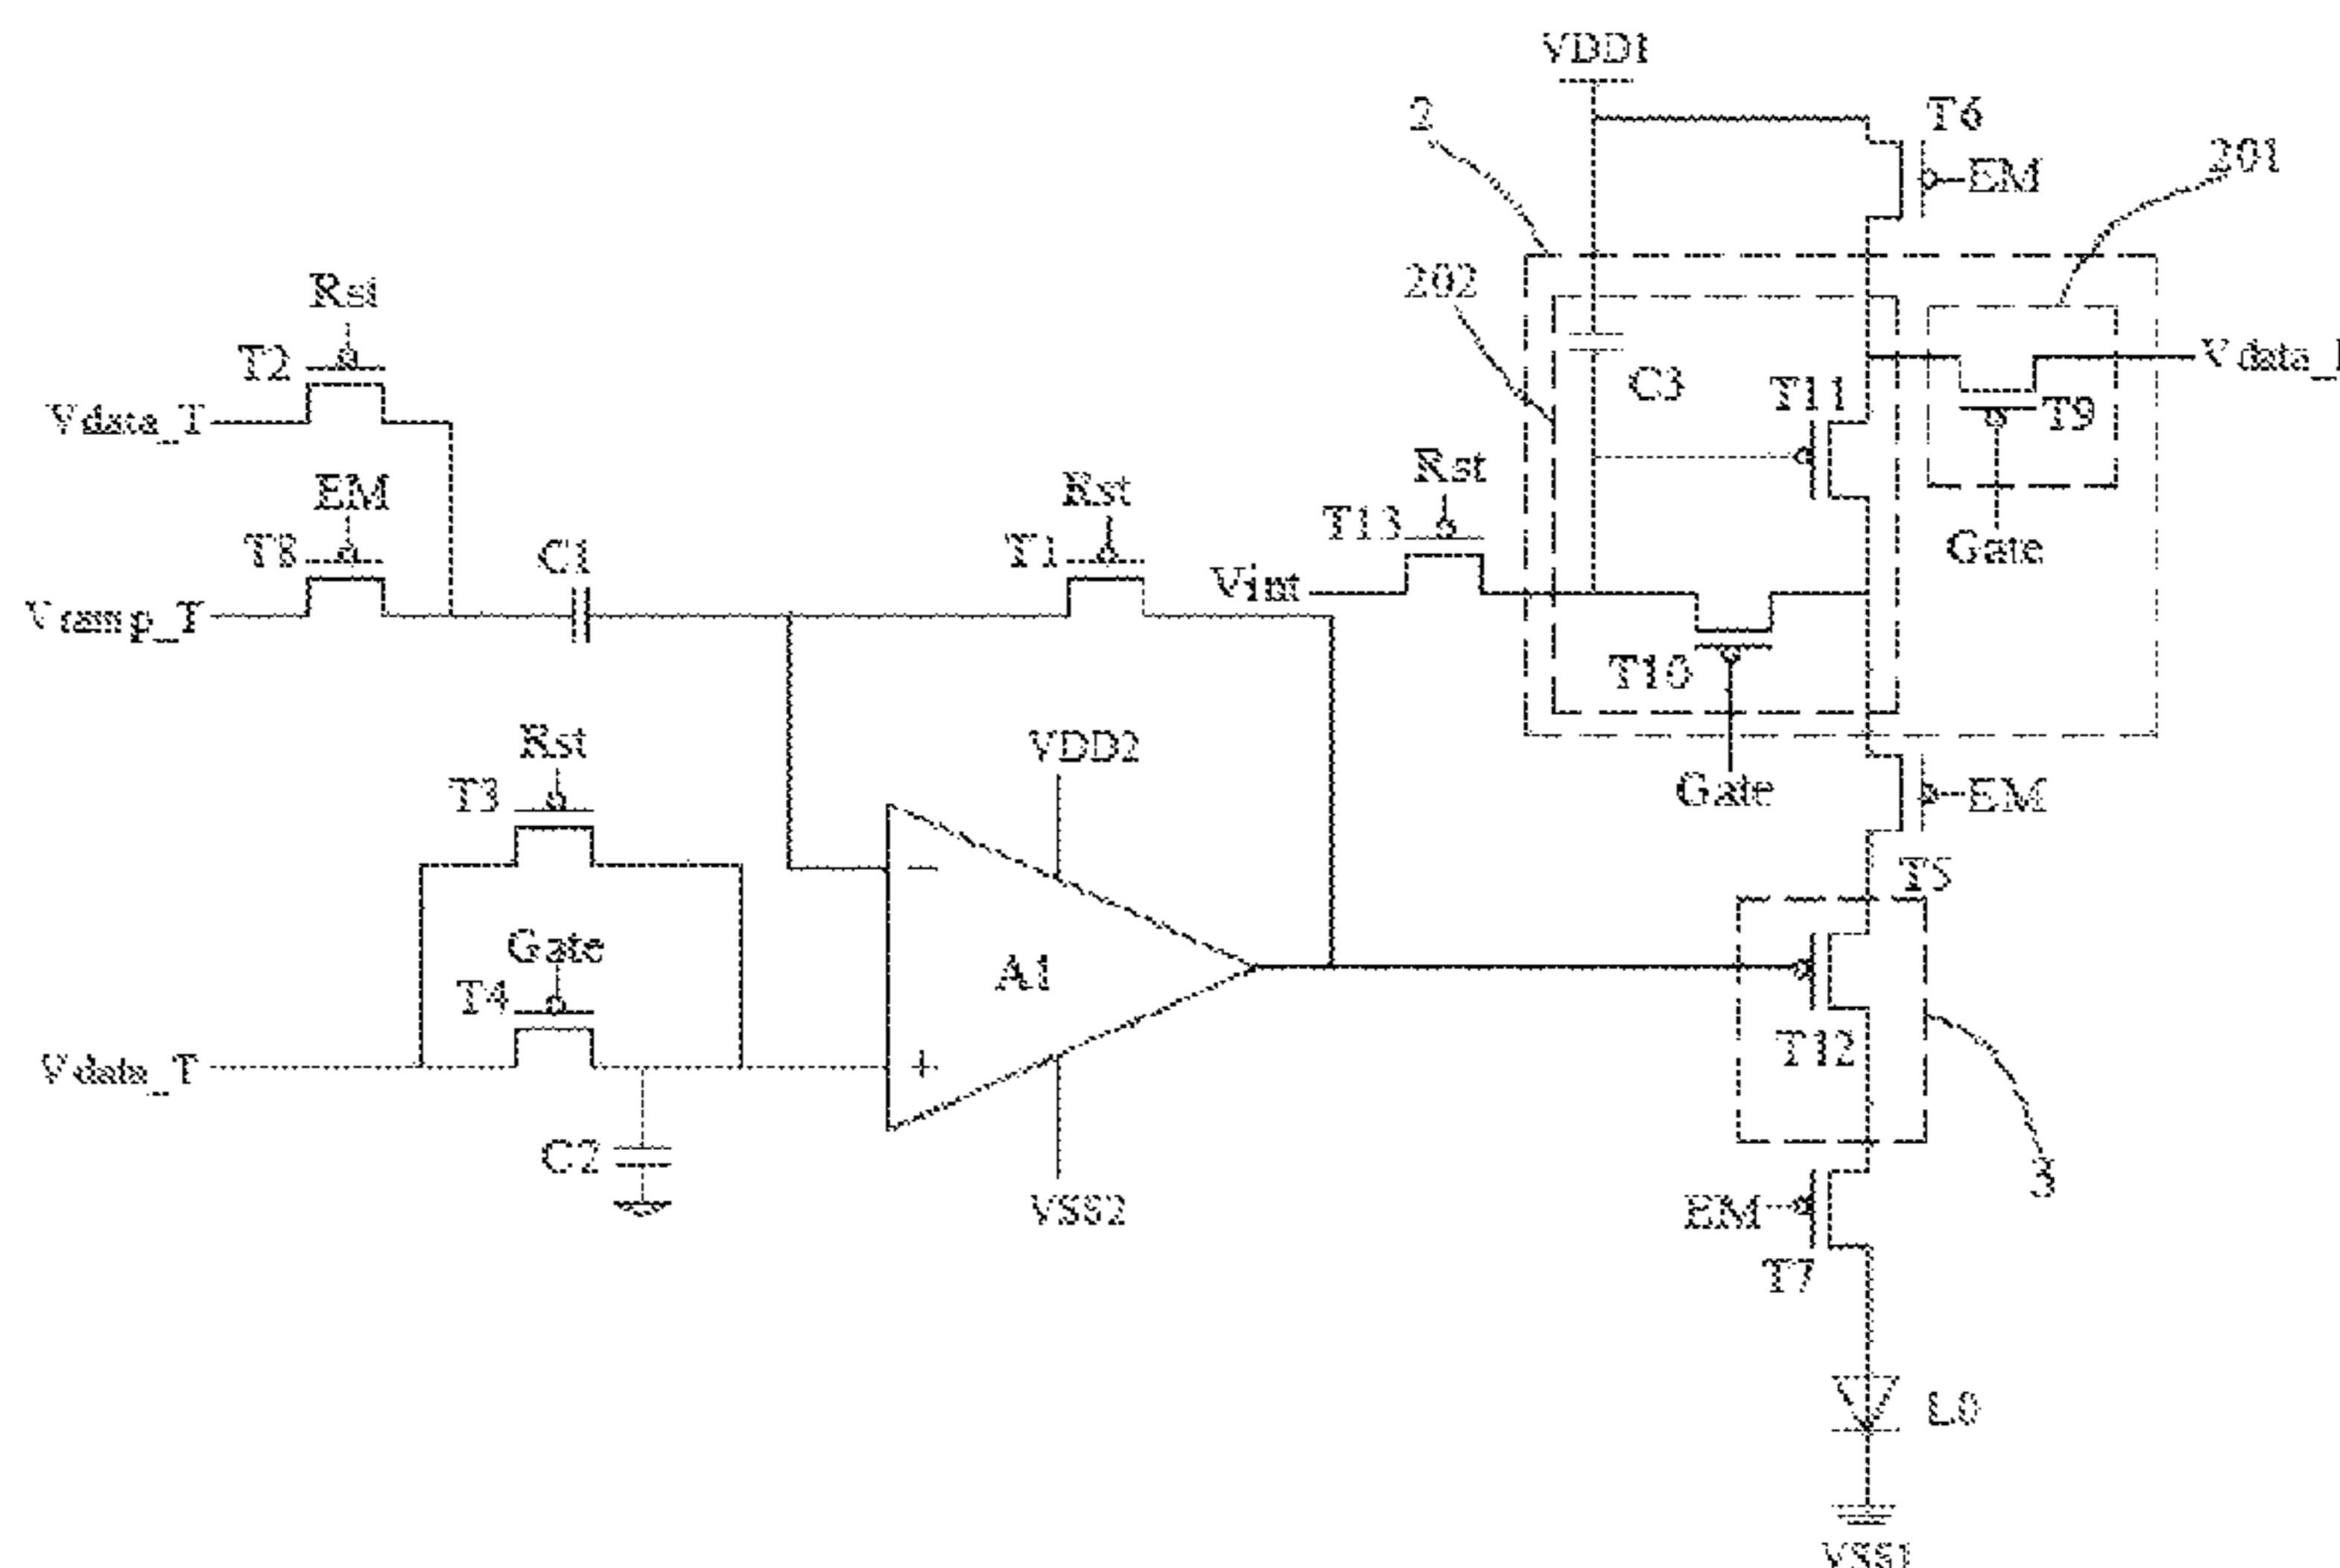 VDD1
2
T6
EM
201
202
Rst
T2
C3
T11
Vdata_T
T9
EM
Rst
Rst
T13
T8
C1
T1
Gate
Vint
Vramp_T
T10
Rst
VDD2
T3
Gate
EM
T5
Gate
A1
T4
T12
Vdata_T
C2
3
VSS2
EM
T7
L0
VSS1